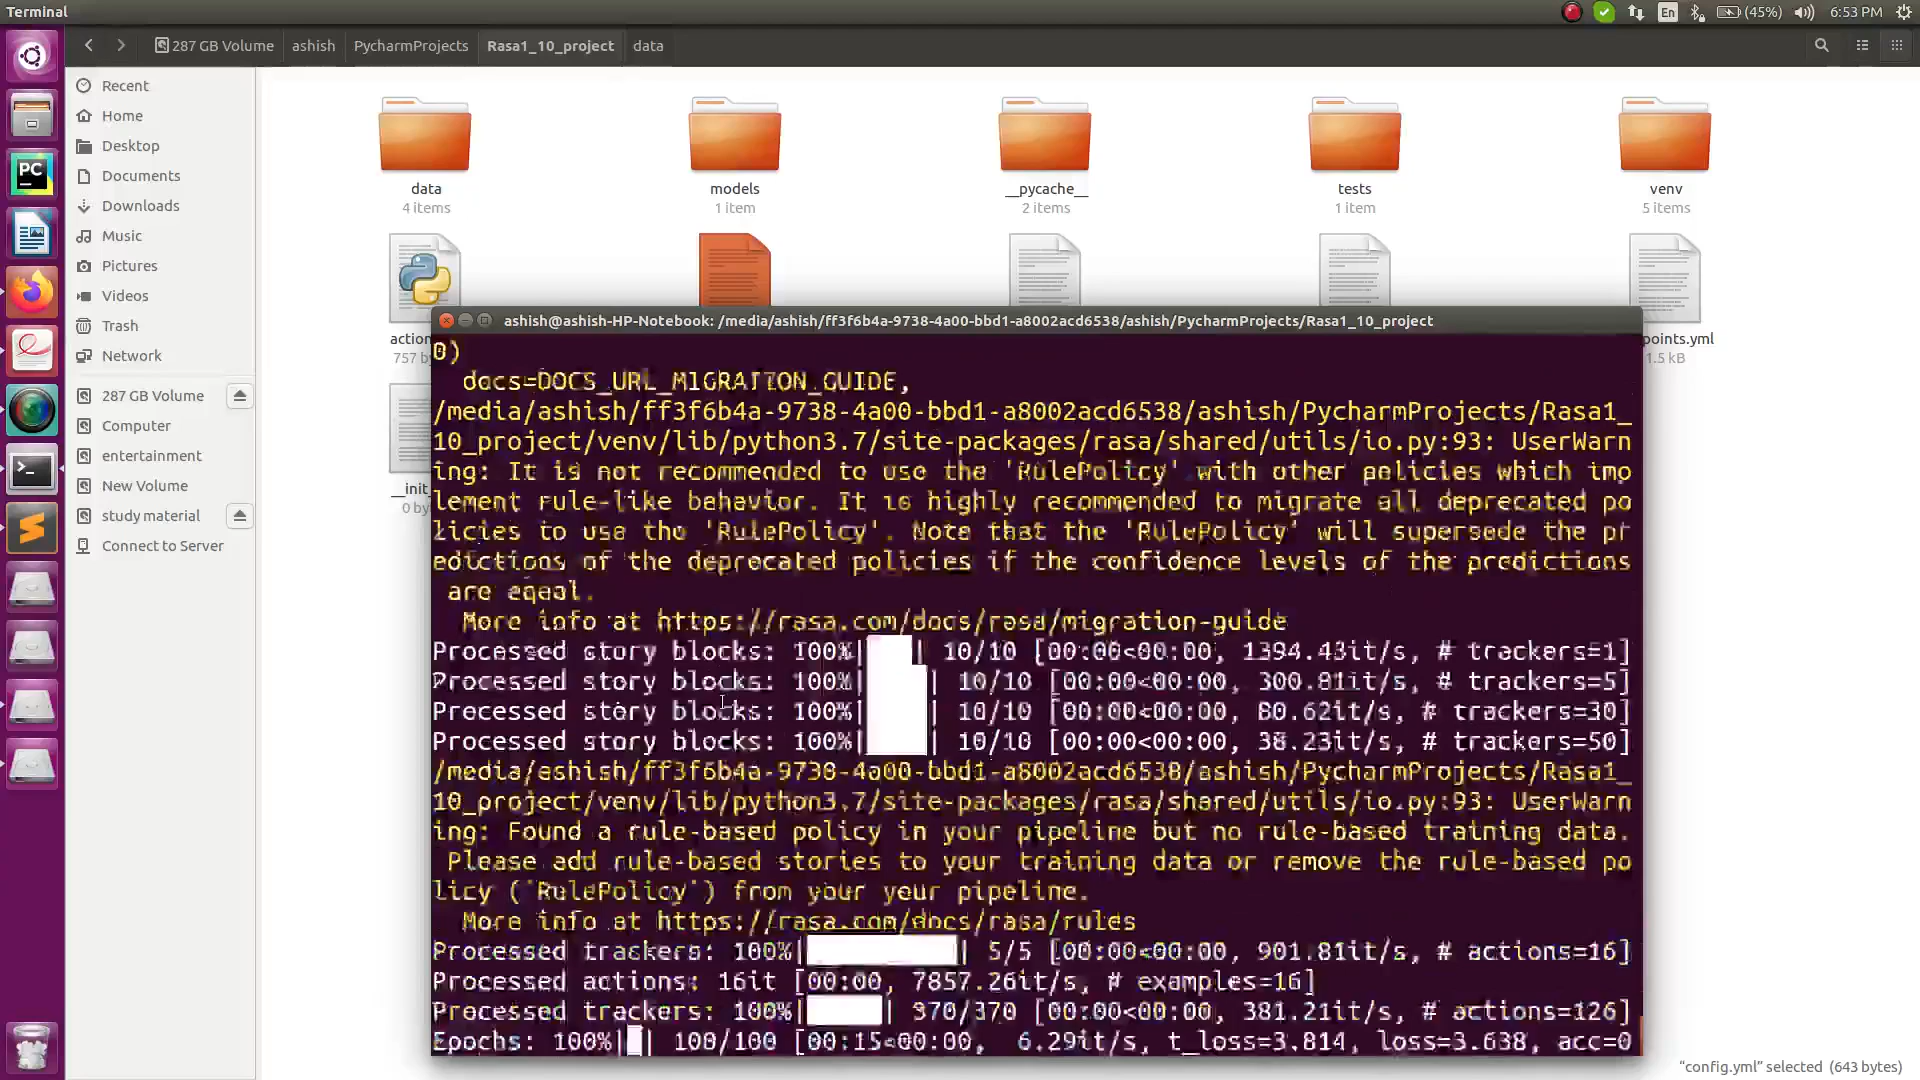 Terminal
En
(45%)
6:53 PM
287 GB Volume
ashish
PycharmProjects
Rasa1_10_project
data
Recent
Home
Desktop
Documents
Downloads
Music
Pictures
Videos
Trash
Network
287 GB Volume
Computer
entertainment
New Volume
study material
Connect to Server
PC
data
4 items
models
1 item
__pycache__
2 items
tests
1 item
venv
5 items
action
757 by
points.yml
1.5 kB
__init_
0 by
ashish@ashish-HP-Notebook: /media/ashish/ff3f6b4a-9738-4a00-bbd1-a8002acd6538/ashish/PycharmProjects/Rasa1_10_project
0)
docs=DOCS_URL_MIGRATION_GUIDE,
/media/ashish/ff3f6b4a-9738-4a00-bbd1-a8002acd6538/ashish/PycharmProjects/Rasa1_
10_project/venv/lib/python3.7/site-packages/rasa/shared/utils/io.py:93: UserWarn
ing: It is not recommended to use the 'RulePolicy' with other policies which imp
lement rule-like behavior. It is highly recommended to migrate all deprecated po
licies to use the 'RulePolicy'. Note that the 'RulePolicy' will supersede the pr
edictions of the deprecated policies if the confidence levels of the predictions
are equal.
More info at https://rasa.com/docs/rasa/migration-guide
Processed story blocks: 100%| | 10/10 [00:00<00:00, 1394.43it/s, # trackers=1]
Processed story blocks: 100%| | 10/10 [00:00<00:00, 300.81it/s, # trackers=5]
Processed story blocks: 100%| | 10/10 [00:00<00:00, 80.62it/s, # trackers=30]
Processed story blocks: 100%| | 10/10 [00:00<00:00, 38.23it/s, # trackers=50]
/media/ashish/ff3f6b4a-9738-4a00-bbd1-a8002acd6538/ashish/PycharmProjects/Rasa1_
10_project/venv/lib/python3.7/site-packages/rasa/shared/utils/io.py:93: UserWarn
ing: Found a rule-based policy in your pipeline but no rule-based training data.
Please add rule-based stories to your training data or remove the rule-based po
licy (`RulePolicy`) from your your pipeline.
More info at https://rasa.com/docs/rasa/rules
Processed trackers: 100%| | 5/5 [00:00<00:00, 901.81it/s, # actions=16]
Processed actions: 16it [00:00, 7857.26it/s, # examples=16]
Processed trackers: 100%| | 370/370 [00:00<00:00, 381.21it/s, # actions=126]
Epochs: 100%| | 100/100 [00:15<00:00, 6.29it/s, t_loss=3.814, loss=3.638, acc=0
"config.yml" selected (643 bytes)